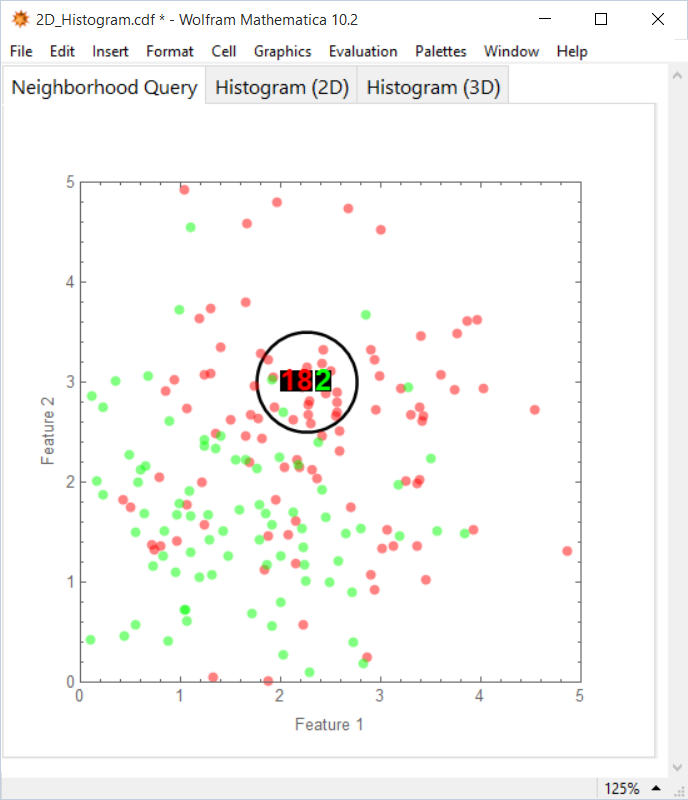 2D_Histogram.cdf * - Wolfram Mathematica 10.2
File Edit Insert Format Cell Graphics Evaluation Palettes Window Help
Neighborhood Query Histogram (2D) Histogram (3D)
5
4
3
2
1
0
Feature 2
18 2
0 1 2 3 4 5
Feature 1
125%